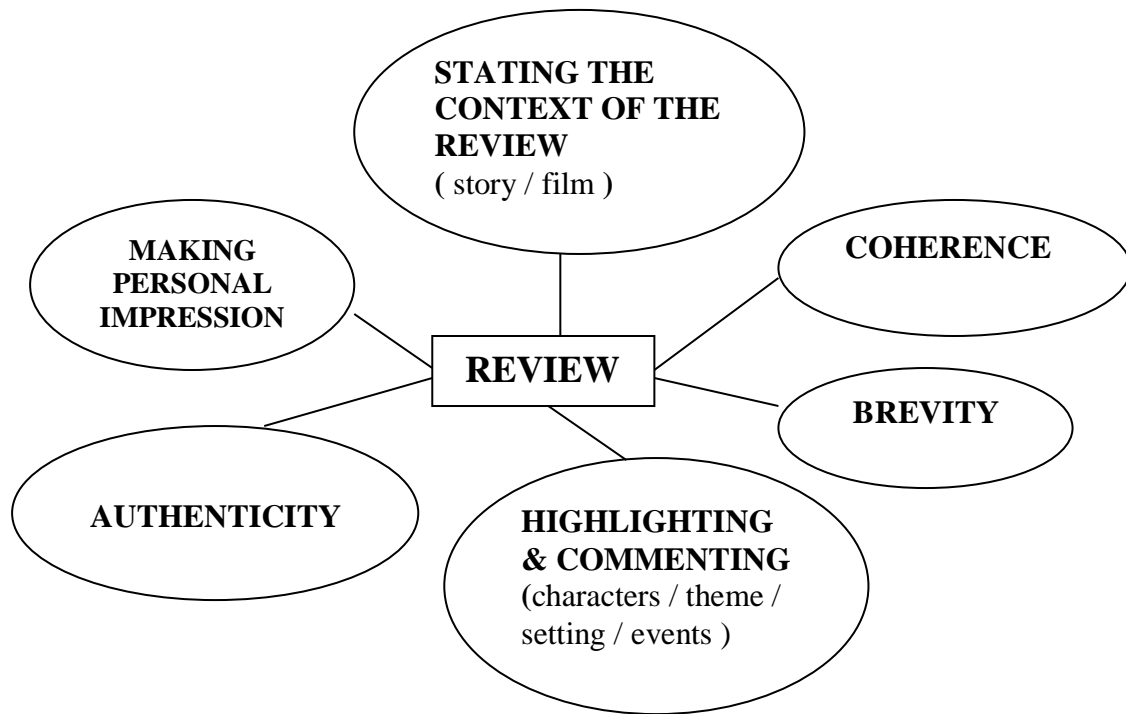 STATING THE
CONTEXT OF THE
REVIEW
( story / film )
MAKING
PERSONAL
IMPRESSION
COHERENCE
REVIEW
BREVITY
AUTHENTICITY
HIGHLIGHTING
& COMMENTING
(characters / theme /
setting / events )